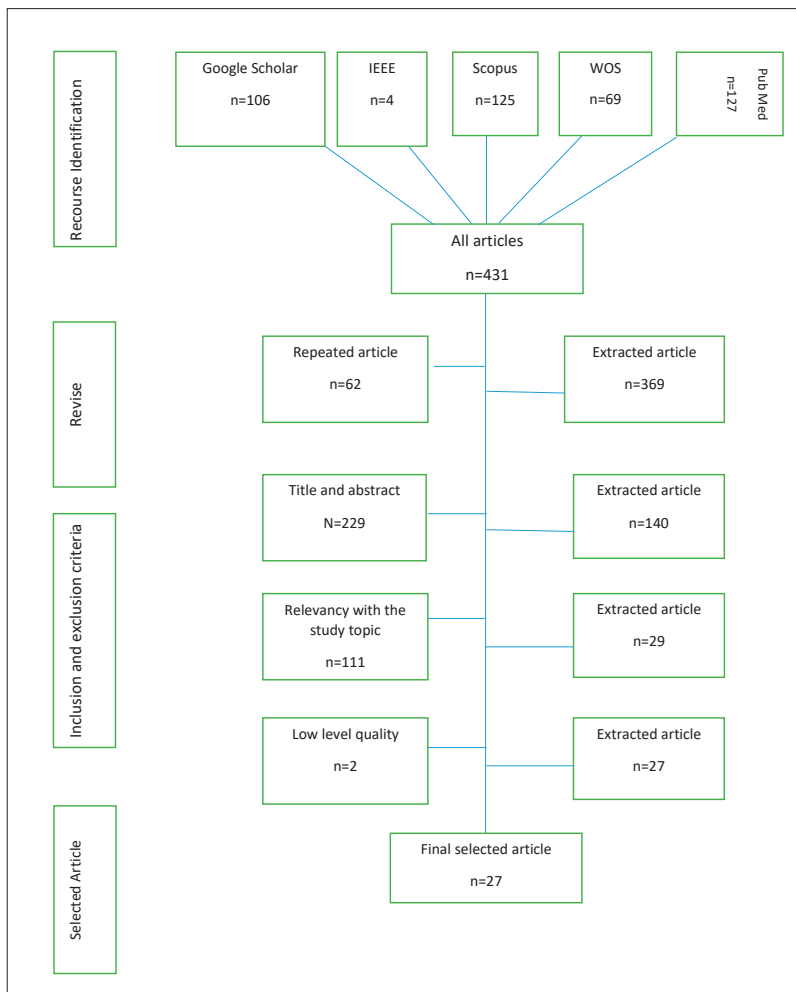 Recourse Identification
Google Scholar
n=106
IEEE
n=4
Scopus
n=125
WOS
n=69
Pub Med
n=127
All articles
n=431
Revise
Repeated article
n=62
Extracted article
n=369
Title and abstract
N=229
Extracted article
n=140
Inclusion and exclusion criteria
Relevancy with the
study topic
n=111
Extracted article
n=29
Low level quality
n=2
Extracted article
n=27
Selected Article
Final selected article
n=27